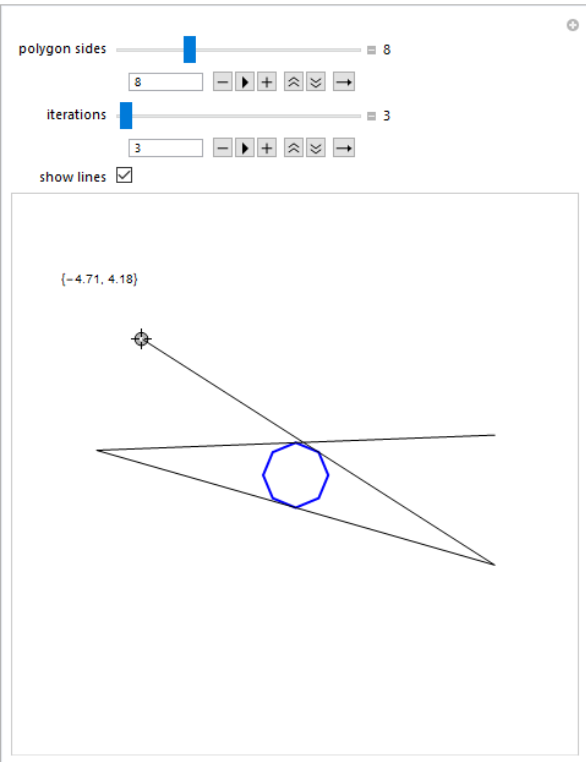 polygon sides 8
8
iterations 3
3
show lines
{-4.71, 4.18}